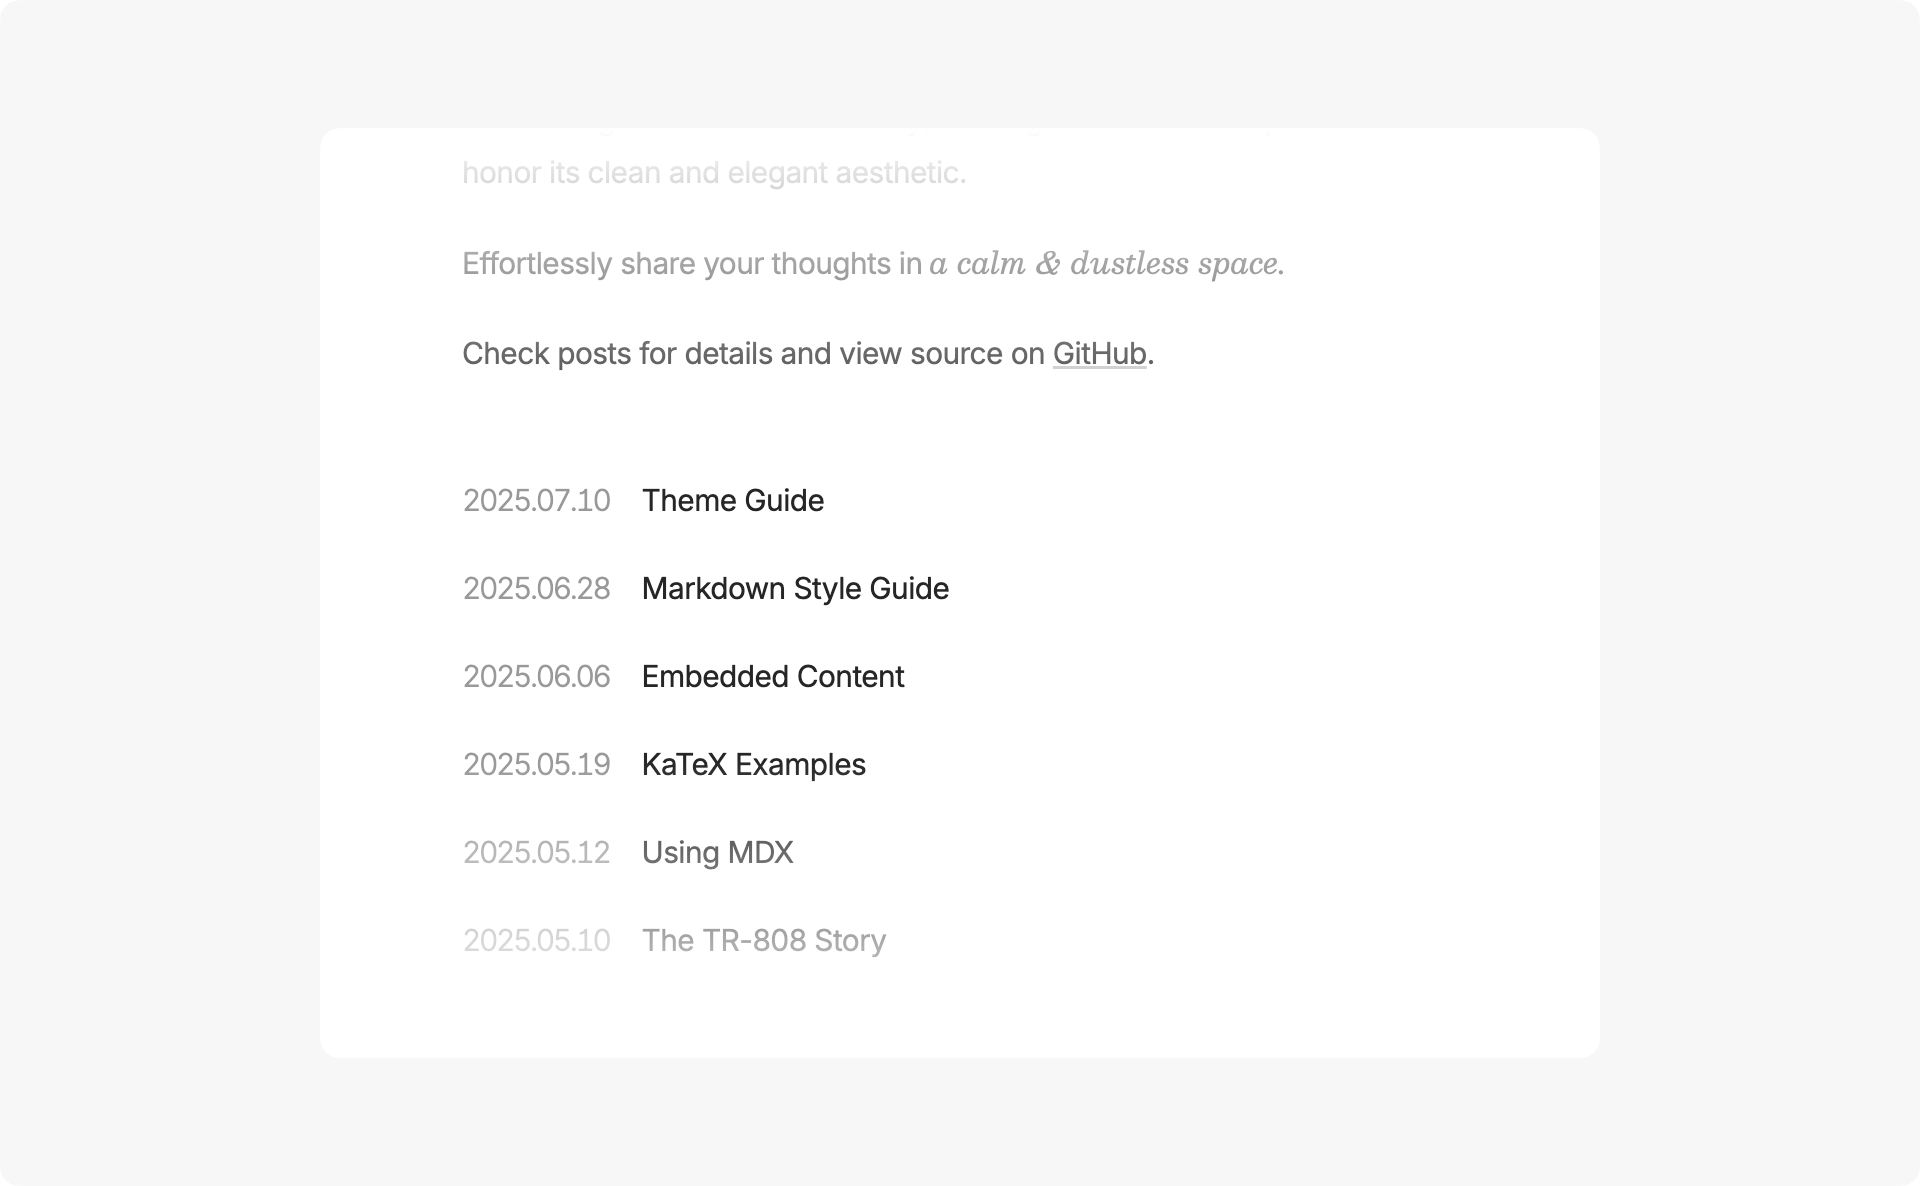 honor its clean and elegant aesthetic.
Effortlessly share your thoughts in a calm & dustless space.
Check posts for details and view source on GitHub.
2025.07.10 Theme Guide
2025.06.28 Markdown Style Guide
2025.06.06 Embedded Content
2025.05.19 KaTeX Examples
2025.05.12 Using MDX
2025.05.10 The TR-808 Story